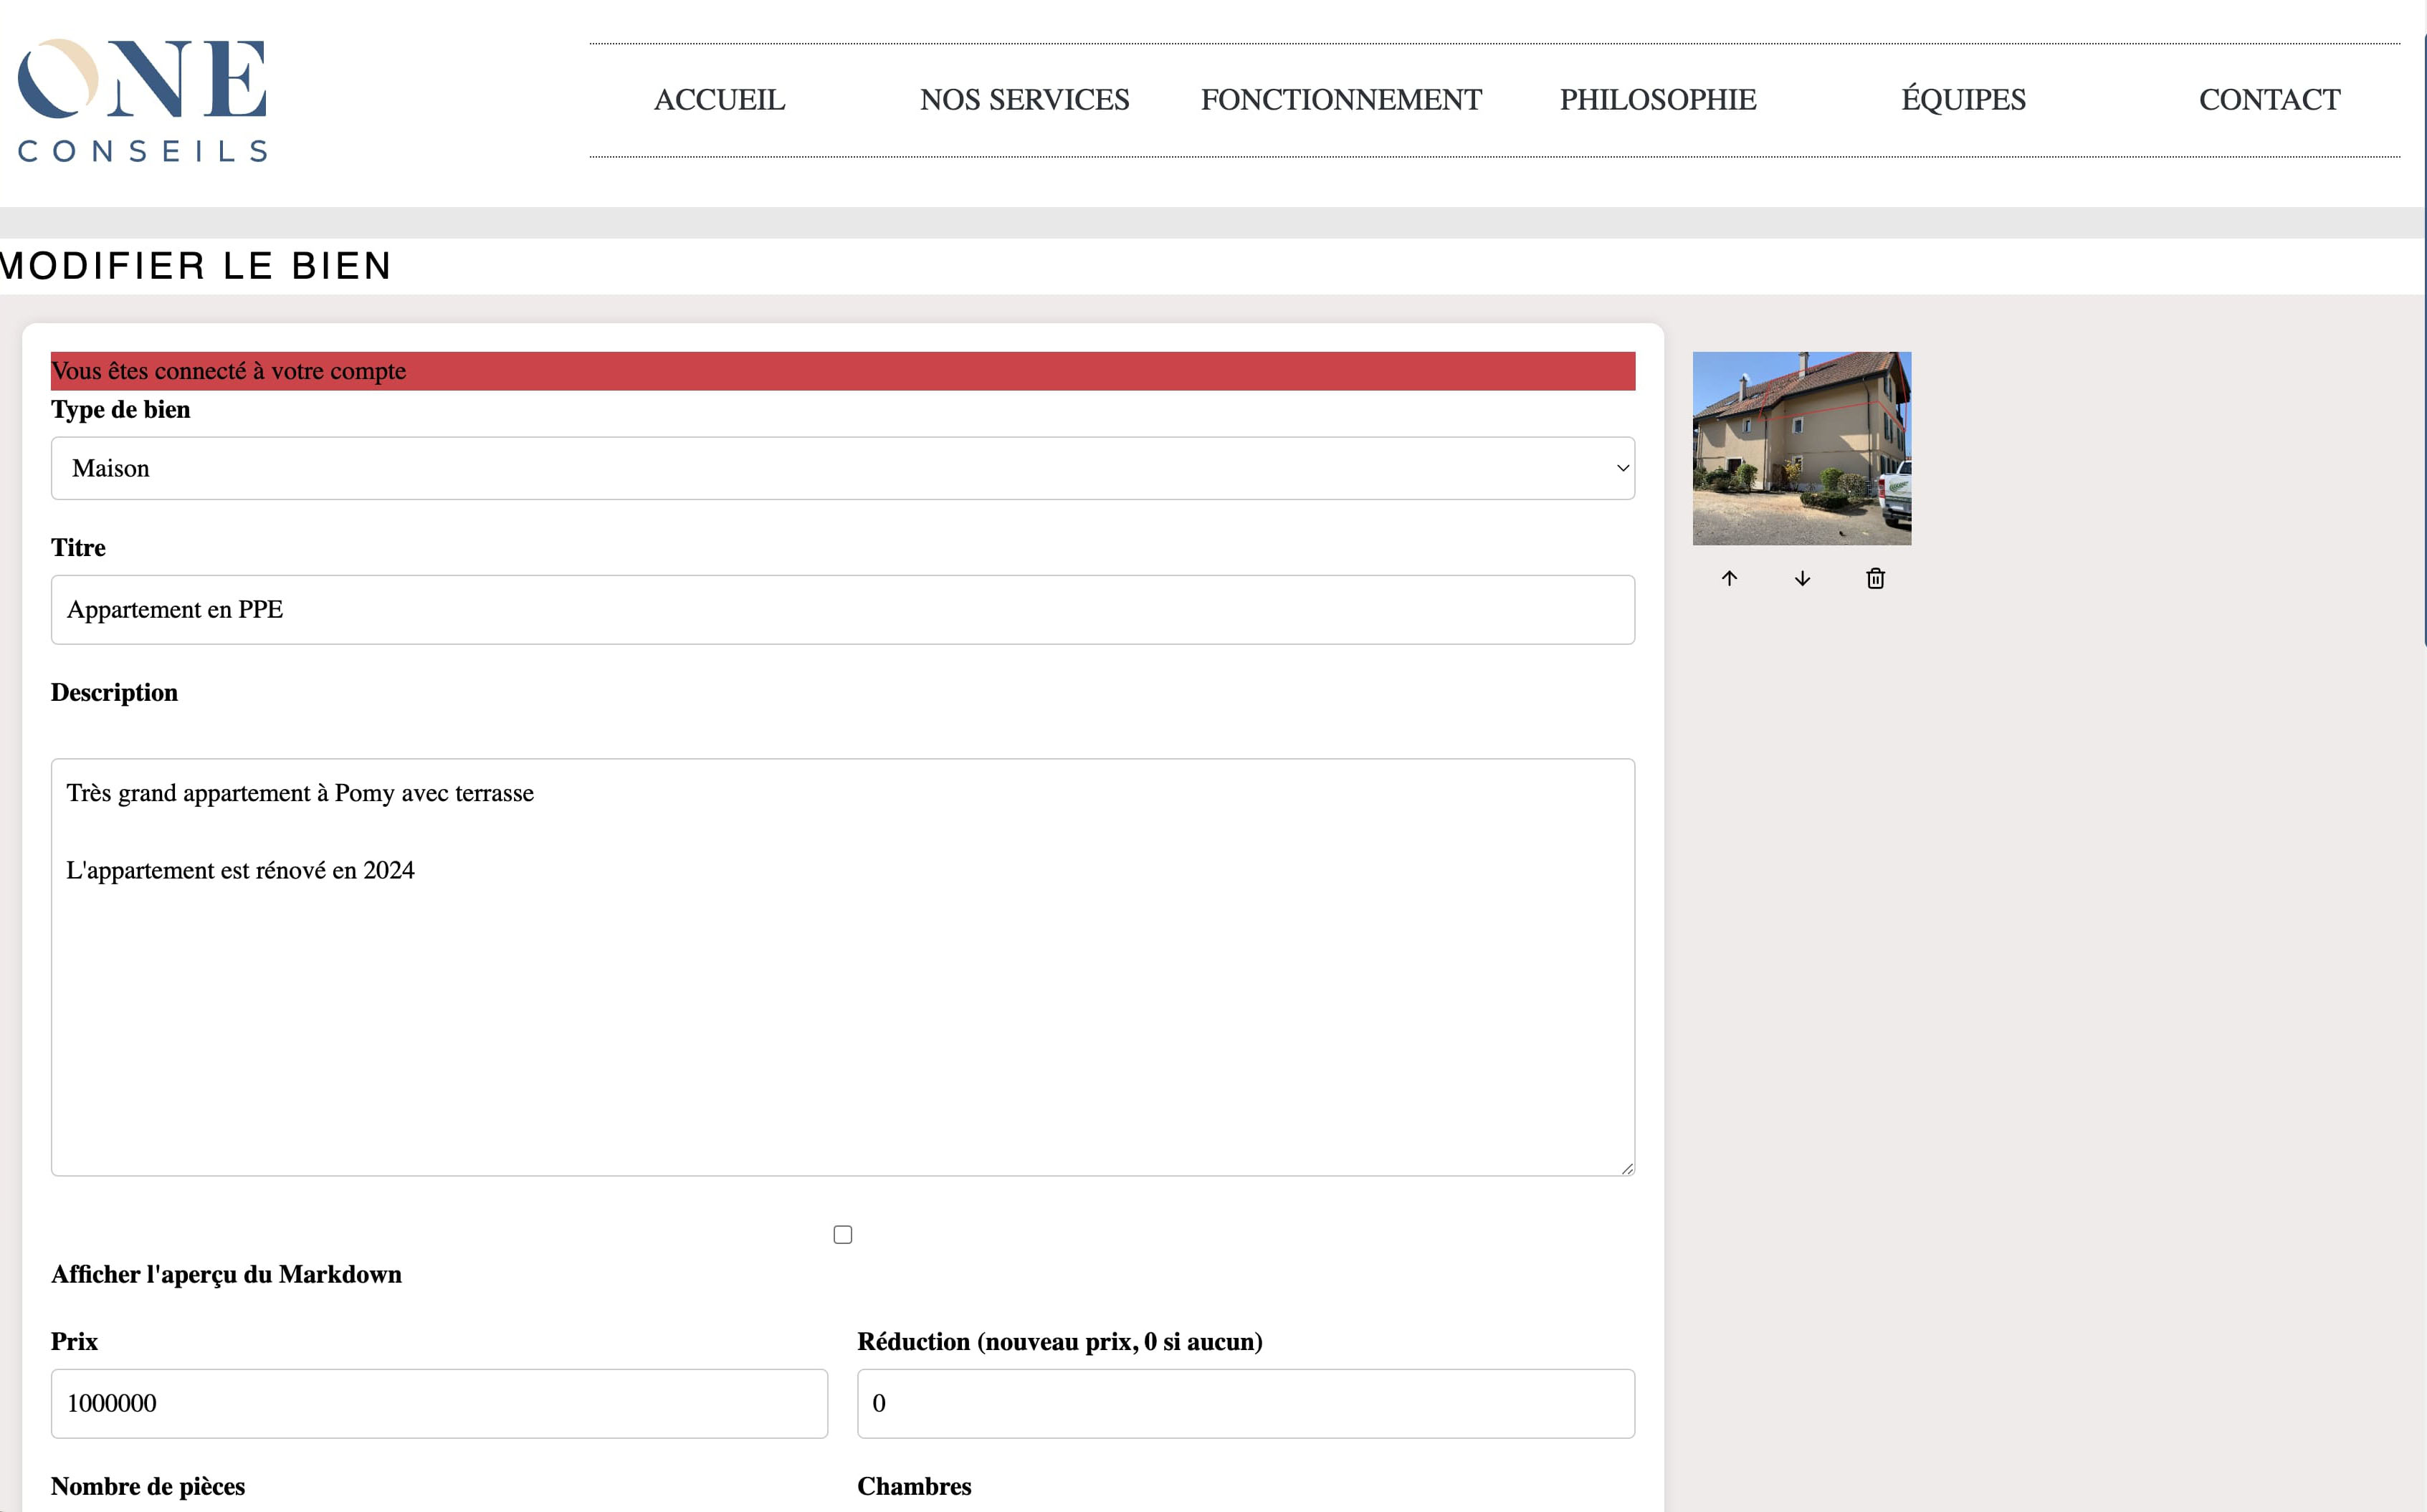 ONE
CONSEILS
ACCUEIL NOS SERVICES FONCTIONNEMENT PHILOSOPHIE ÉQUIPES CONTACT
MODIFIER LE BIEN
Vous êtes connecté à votre compte
Type de bien
Maison
Titre
Appartement en PPE
Description
Très grand appartement à Pomy avec terrasse
L'appartement est rénové en 2024
Afficher l'aperçu du Markdown
Prix Réduction (nouveau prix, 0 si aucun)
1000000 0
Nombre de pièces Chambres